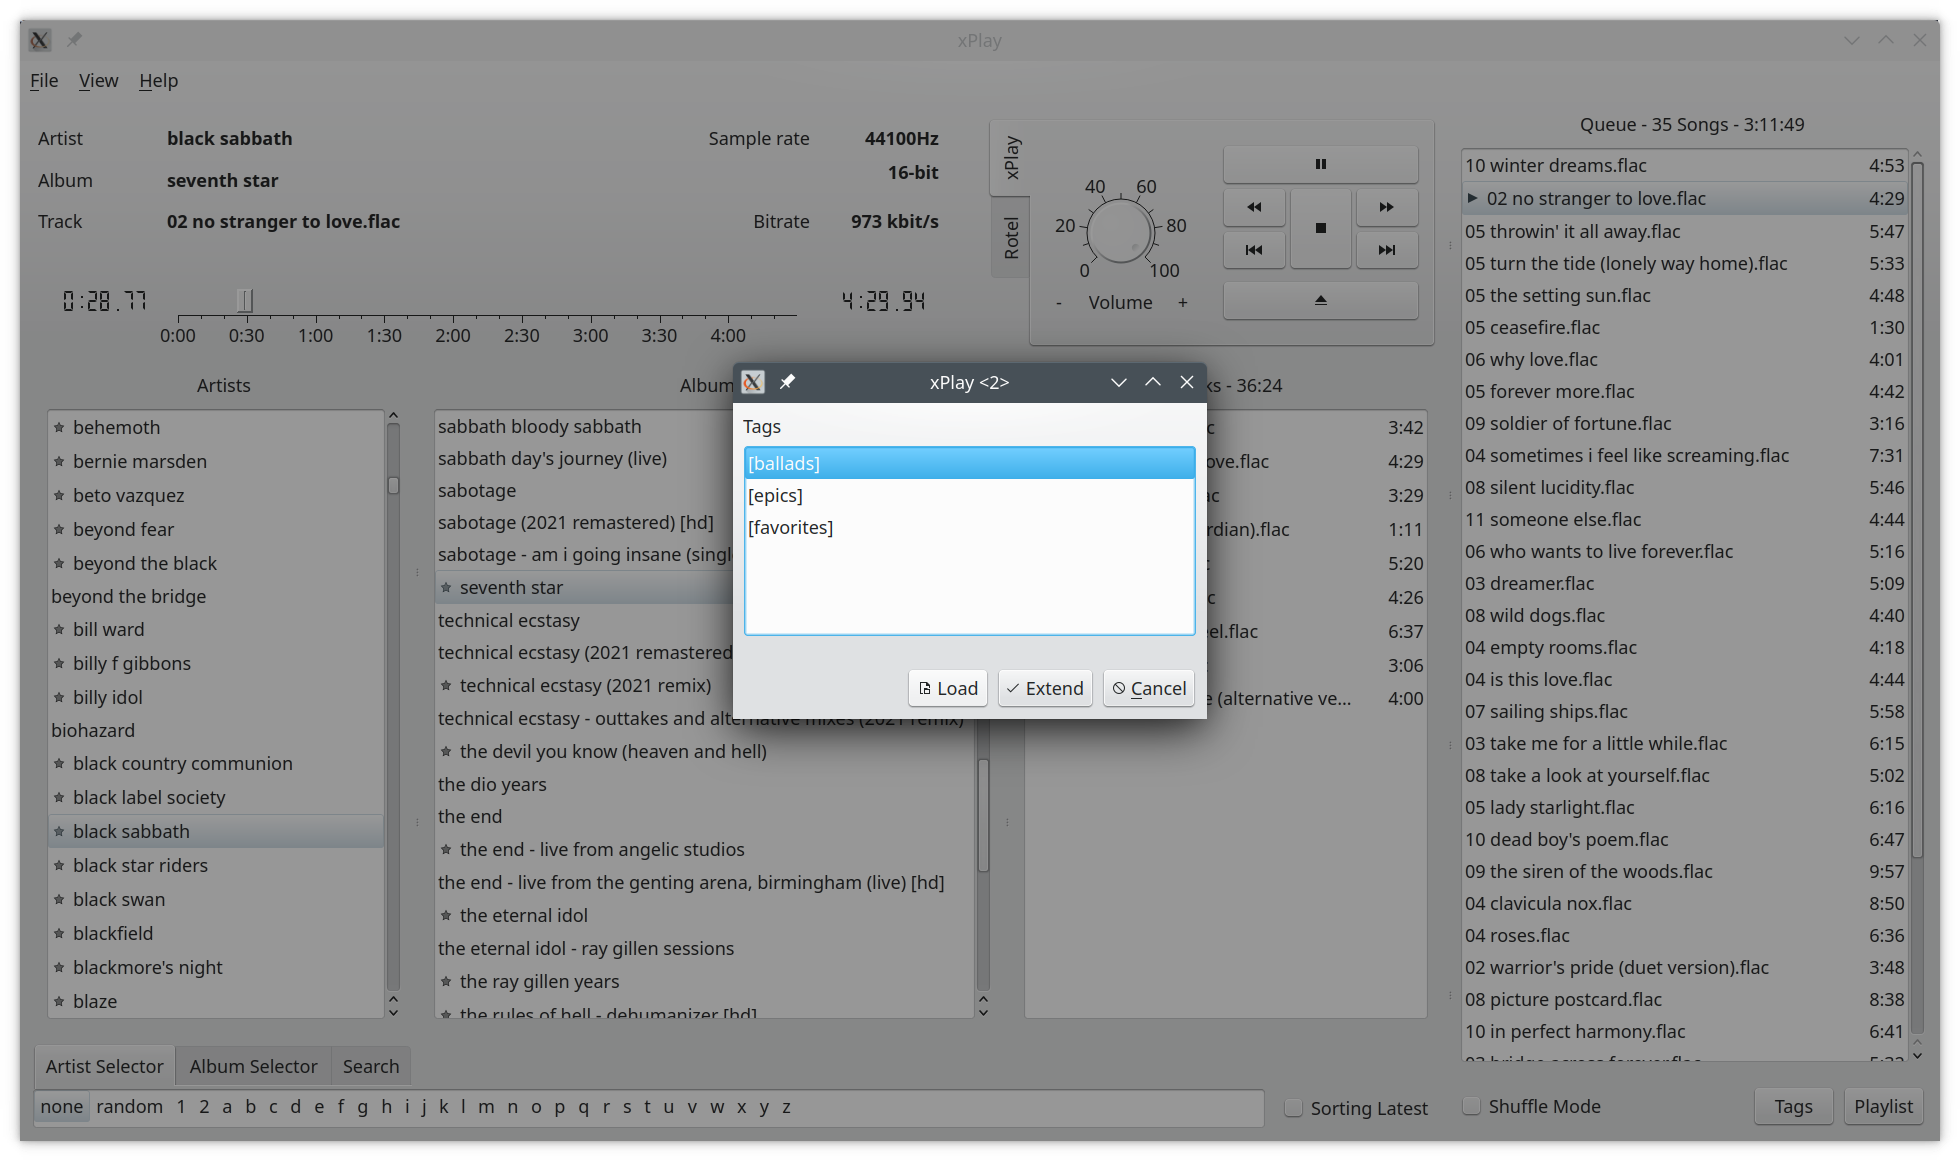 xPlay
File View Help
Artist black sabbath
Album seventh star
Track 02 no stranger to love.flac
Sample rate 44100Hz
16-bit
Bitrate 973 kbit/s
0:28.77
4:29.94
0:00 0:30 1:00 1:30 2:00 2:30 3:00 3:30 4:00
xPlay
Rotel
0 20 40 60 80 100
- Volume +
Artists
behemoth
bernie marsden
beto vazquez
beyond fear
beyond the black
beyond the bridge
bill ward
billy f gibbons
billy idol
biohazard
black country communion
black label society
black sabbath
black star riders
black swan
blackfield
blackmore's night
blaze
Album
sabbath bloody sabbath
sabbath day's journey (live)
sabotage
sabotage (2021 remastered) [hd]
sabotage - am i going insane (singl
seventh star
technical ecstasy
technical ecstasy (2021 remastered
technical ecstasy (2021 remix)
technical ecstasy - outtakes and alternative mixes (2021 remix)
the devil you know (heaven and hell)
the dio years
the end
the end - live from angelic studios
the end - live from the genting arena, birmingham (live) [hd]
the eternal idol
the eternal idol - ray gillen sessions
the ray gillen years
the rules of hell - dehumanizer [hd]
xPlay <2>
Tags
[ballads]
[epics]
[favorites]
Load Extend Cancel
ks - 36:24
c 3:42
ove.flac 4:29
ac 3:29
rdian).flac 1:11
5:20
c 4:26
el.flac 6:37
3:06
e (alternative ve... 4:00
Queue - 35 Songs - 3:11:49
10 winter dreams.flac 4:53
02 no stranger to love.flac 4:29
05 throwin' it all away.flac 5:47
05 turn the tide (lonely way home).flac 5:33
05 the setting sun.flac 4:48
05 ceasefire.flac 1:30
06 why love.flac 4:01
05 forever more.flac 4:42
09 soldier of fortune.flac 3:16
04 sometimes i feel like screaming.flac 7:31
08 silent lucidity.flac 5:46
11 someone else.flac 4:44
06 who wants to live forever.flac 5:16
03 dreamer.flac 5:09
08 wild dogs.flac 4:40
04 empty rooms.flac 4:18
04 is this love.flac 4:44
07 sailing ships.flac 5:58
03 take me for a little while.flac 6:15
08 take a look at yourself.flac 5:02
05 lady starlight.flac 6:16
10 dead boy's poem.flac 6:47
09 the siren of the woods.flac 9:57
04 clavicula nox.flac 8:50
04 roses.flac 6:36
02 warrior's pride (duet version).flac 3:48
08 picture postcard.flac 8:38
10 in perfect harmony.flac 6:41
Artist Selector Album Selector Search
none random 1 2 a b c d e f g h i j k l m n o p q r s t u v w x y z
Sorting Latest
Shuffle Mode
Tags Playlist